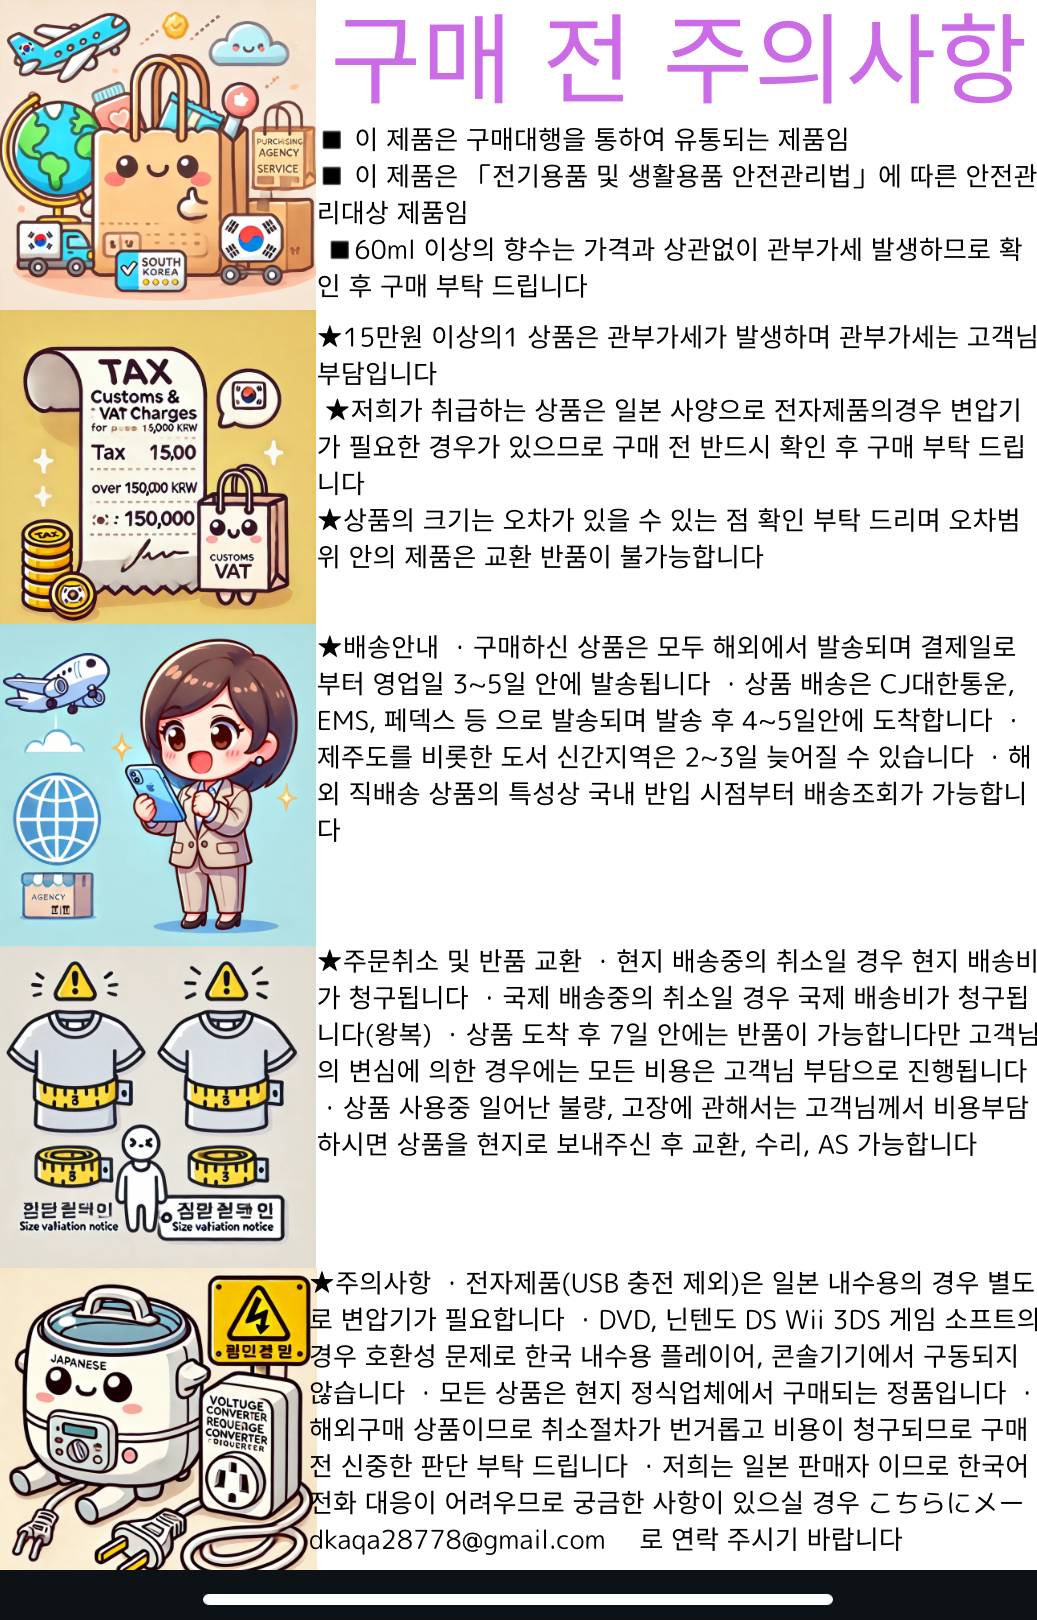 구매 전 주의사항
■ 이 제품은 구매대행을 통하여 유통되는 제품임
■ 이 제품은 「전기용품 및 생활용품 안전관리법」에 따른 안전관
리대상 제품임
■60ml 이상의 향수는 가격과 상관없이 관부가세 발생하므로 확
인 후 구매 부탁 드립니다
PURCHISING
AGENCY
SERVICE
SOUTH
KOREA
★15만원 이상의1 상품은 관부가세가 발생하며 관부가세는 고객님
부담입니다
★저희가 취급하는 상품은 일본 사양으로 전자제품의경우 변압기
가 필요한 경우가 있으므로 구매 전 반드시 확인 후 구매 부탁 드립
니다
★상품의 크기는 오차가 있을 수 있는 점 확인 부탁 드리며 오차범
위 안의 제품은 교환 반품이 불가능합니다
TAX
Customs &
VAT Charges
for 15,000 KRW
Tax 15,00
over 150,000 KRW
: 150,000
CUSTOMS
VAT
TAX
★배송안내 · 구매하신 상품은 모두 해외에서 발송되며 결제일로
부터 영업일 3~5일 안에 발송됩니다 · 상품 배송은 CJ대한통운,
EMS, 페덱스 등 으로 발송되며 발송 후 4~5일안에 도착합니다 ·
제주도를 비롯한 도서 신간지역은 2~3일 늦어질 수 있습니다 · 해
외 직배송 상품의 특성상 국내 반입 시점부터 배송조회가 가능합니
다
AGENCY
★주문취소 및 반품 교환 · 현지 배송중의 취소일 경우 현지 배송비
가 청구됩니다 · 국제 배송중의 취소일 경우 국제 배송비가 청구됩
니다(왕복) · 상품 도착 후 7일 안에는 반품이 가능합니다만 고객님
의 변심에 의한 경우에는 모든 비용은 고객님 부담으로 진행됩니다
· 상품 사용중 일어난 불량, 고장에 관해서는 고객님께서 비용부담
하시면 상품을 현지로 보내주신 후 교환, 수리, AS 가능합니다
3 3
3 3
Size valiation notice
Size valiation notice
★주의사항 · 전자제품(USB 충전 제외)은 일본 내수용의 경우 별도
로 변압기가 필요합니다 · DVD, 닌텐도 DS Wii 3DS 게임 소프트의
경우 호환성 문제로 한국 내수용 플레이어, 콘솔기기에서 구동되지
않습니다 · 모든 상품은 현지 정식업체에서 구매되는 정품입니다 ·
해외구매 상품이므로 취소절차가 번거롭고 비용이 청구되므로 구매
전 신중한 판단 부탁 드립니다 · 저희는 일본 판매자 이므로 한국어
전화 대응이 어려우므로 궁금한 사항이 있으실 경우 こちらにメー
dkaqa28778@gmail.com 로 연락 주시기 바랍니다
JAPANESE
VOLTUGE
CONVERTER
REQUENAGE
CONVERTER